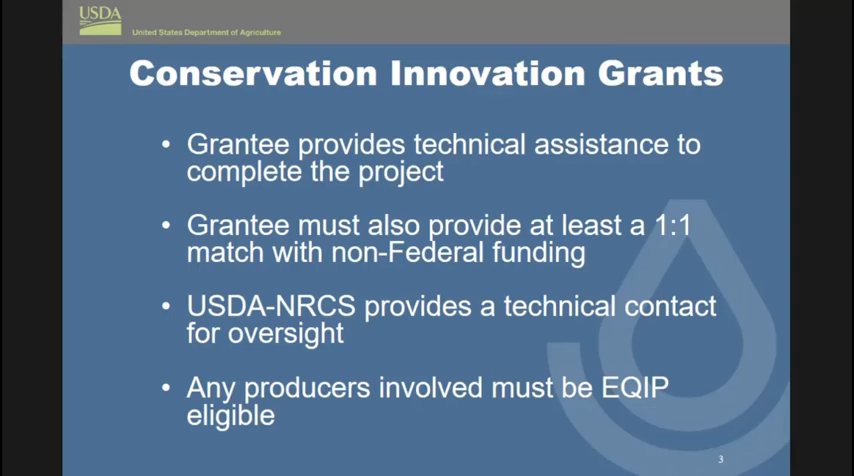 USDA
United States Department of Agriculture
Conservation Innovation Grants
• Grantee provides technical assistance to
complete the project
• Grantee must also provide at least a 1:1
match with non-Federal funding
• USDA-NRCS provides a technical contact
for oversight
• Any producers involved must be EQIP
eligible
3